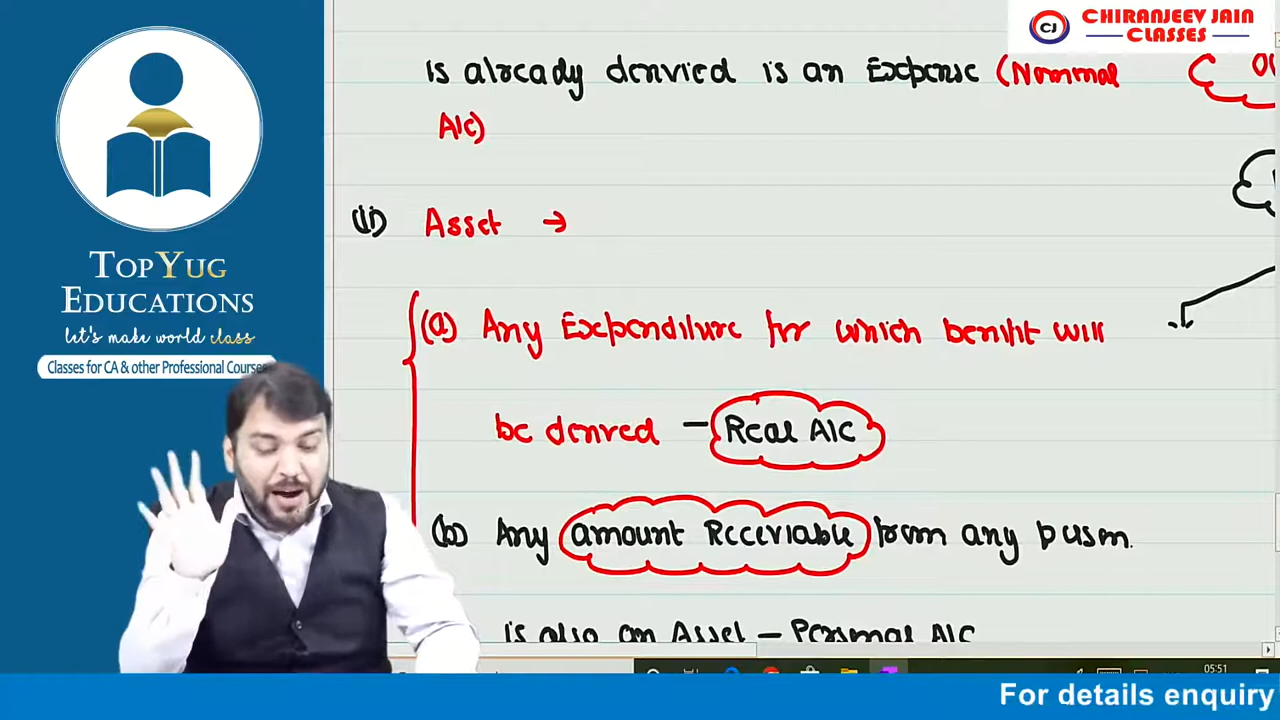 CHIRANJEEV JAIN
CLASSES
CJ
is already derived is an Expense (Nominal
A/c)
(ii) Asset →
(a) Any Expenditure for which benifit will
be derived – Real A/c
(b) Any amount Receivable from any person.
is also an Asset – Personal A/c
TOPYUG
EDUCATIONS
let's make world class
Classes for CA & other Professional Courses
05:51
For details enquiry